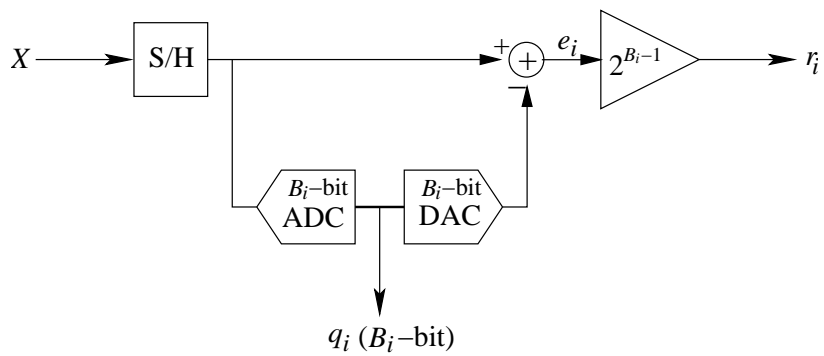 X
S/H
+
+
−
e_i
2^{B_i−1}
r_i
B_i−bit
ADC
B_i−bit
DAC
q_i (B_i−bit)